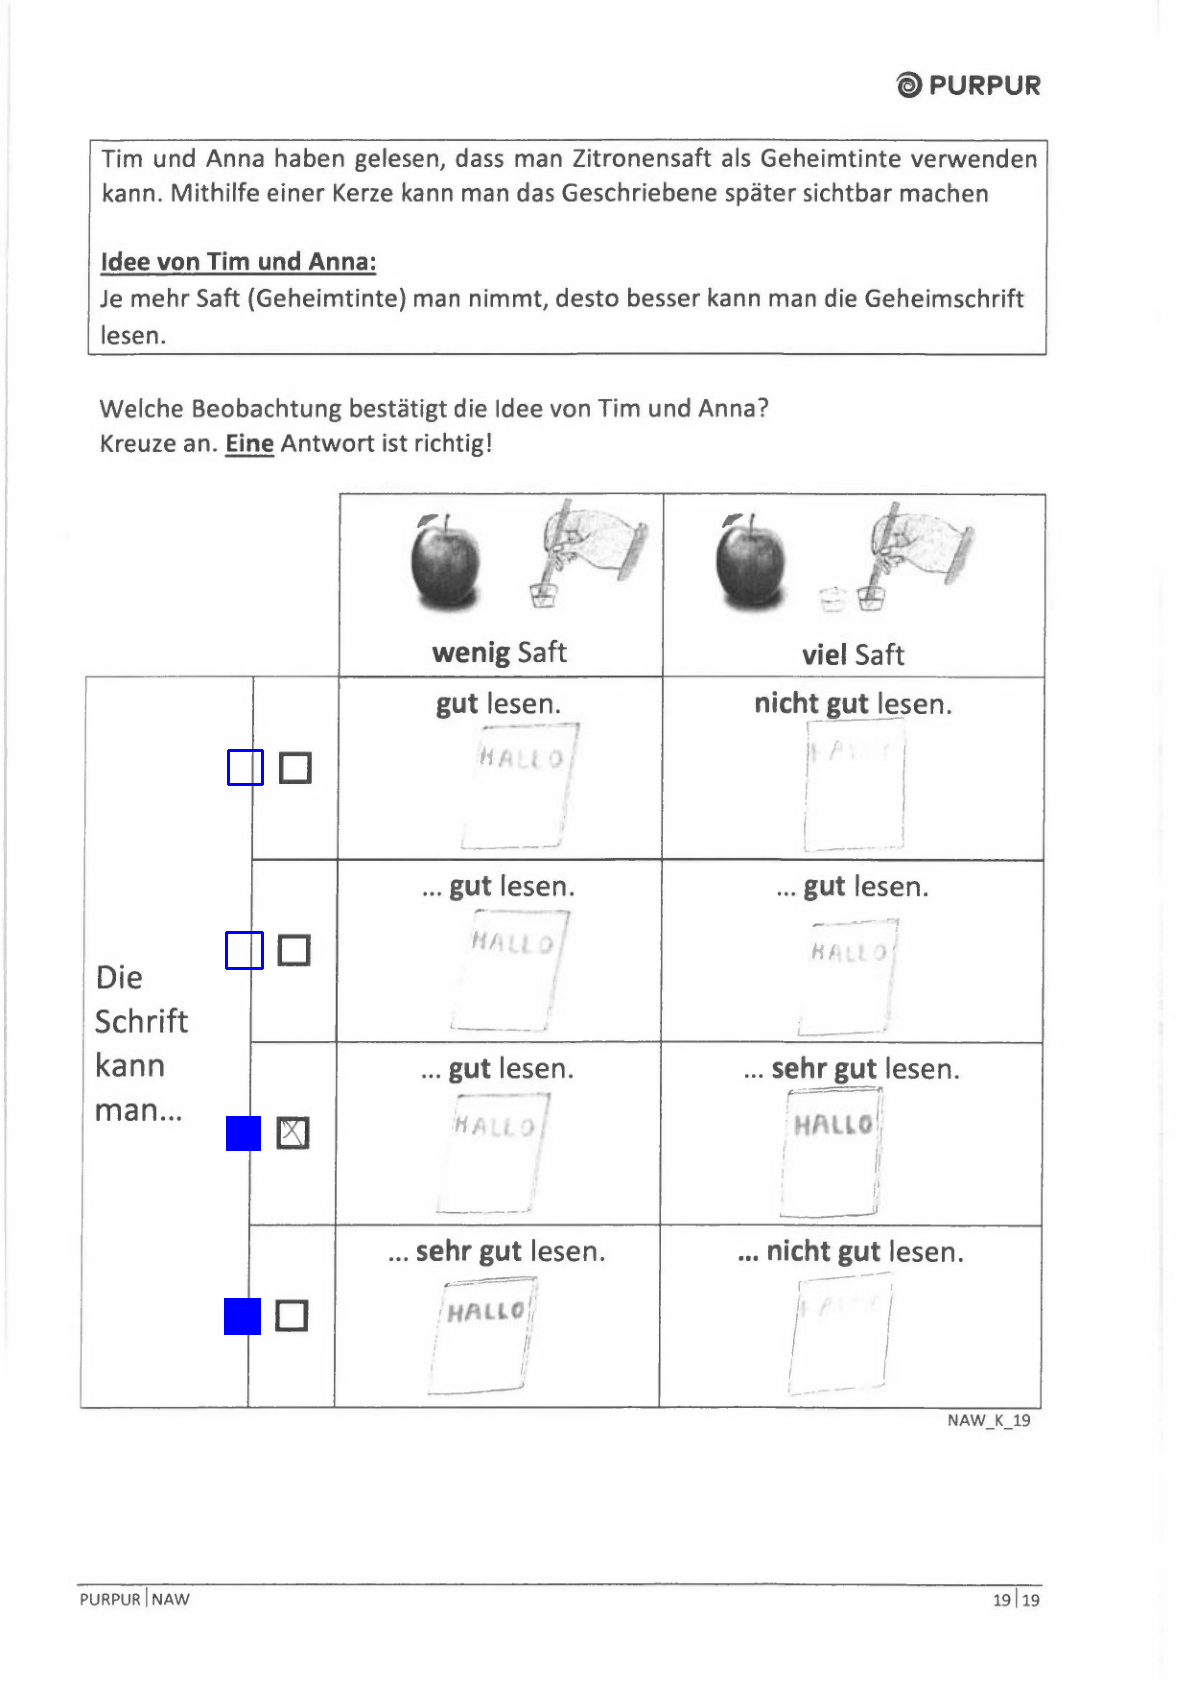 PURPUR
Tim und Anna haben gelesen, dass man Zitronensaft als Geheimtinte verwenden
kann. Mithilfe einer Kerze kann man das Geschriebene später sichtbar machen
Idee von Tim und Anna:
Je mehr Saft (Geheimtinte) man nimmt, desto besser kann man die Geheimschrift
lesen.
Welche Beobachtung bestätigt die Idee von Tim und Anna?
Kreuze an. Eine Antwort ist richtig!
wenig Saft
viel Saft
Die
Schrift
kann
man...
gut lesen.
HALLO
nicht gut lesen.
... gut lesen.
HALLO
... gut lesen.
HALLO
... gut lesen.
HALLO
... sehr gut lesen.
HALLO
... sehr gut lesen.
HALLO
... nicht gut lesen.
NAW_K_19
PURPUR | NAW
19 | 19